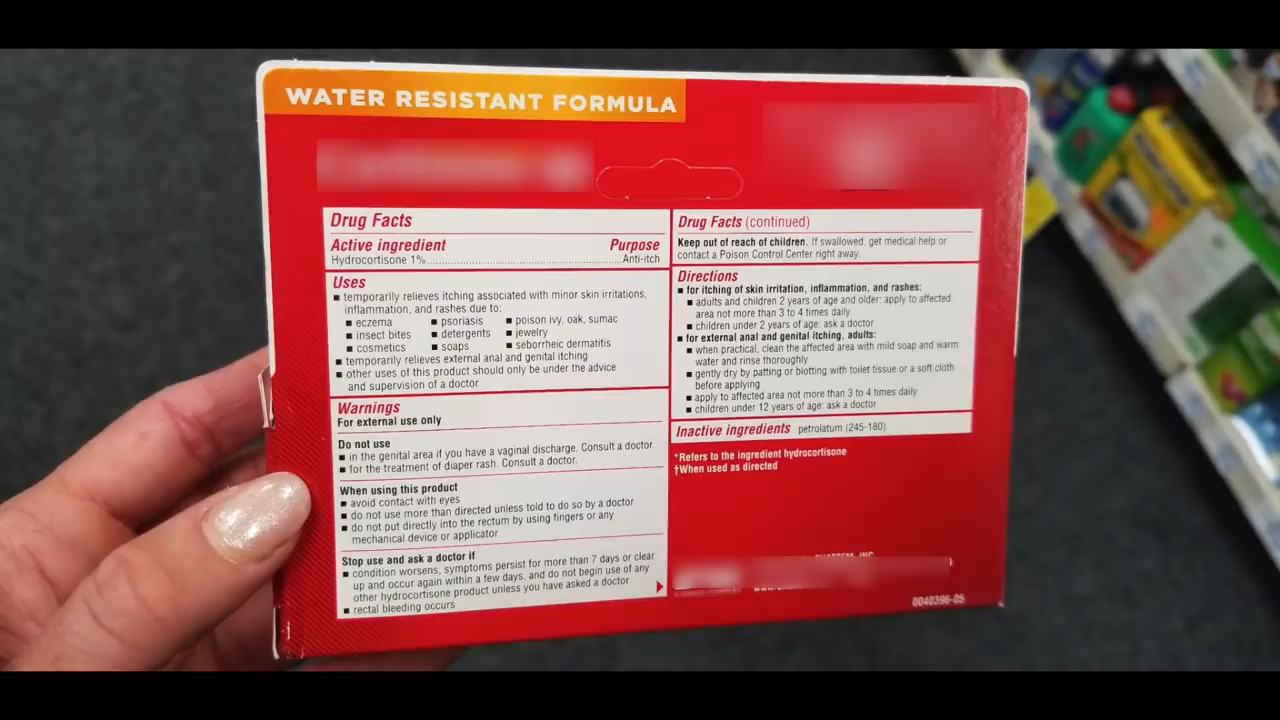 WATER RESISTANT FORMULA
Drug Facts
Active ingredient Purpose
Hydrocortisone 1%..................................................Anti-itch
Uses
▪ temporarily relieves itching associated with minor skin irritations,
inflammation, and rashes due to:
▪ eczema ▪ psoriasis ▪ poison ivy, oak, sumac
▪ insect bites ▪ detergents ▪ jewelry
▪ cosmetics ▪ soaps ▪ seborrheic dermatitis
▪ temporarily relieves external anal and genital itching
▪ other uses of this product should only be under the advice
and supervision of a doctor
Warnings
For external use only
Do not use
▪ in the genital area if you have a vaginal discharge. Consult a doctor.
▪ for the treatment of diaper rash. Consult a doctor.
When using this product
▪ avoid contact with eyes
▪ do not use more than directed unless told to do so by a doctor
▪ do not put directly into the rectum by using fingers or any
mechanical device or applicator
Stop use and ask a doctor if
▪ condition worsens, symptoms persist for more than 7 days or clear
up and occur again within a few days, and do not begin use of any
other hydrocortisone product unless you have asked a doctor
▪ rectal bleeding occurs
Drug Facts (continued)
Keep out of reach of children. If swallowed, get medical help or
contact a Poison Control Center right away.
Directions
▪ for itching of skin irritation, inflammation, and rashes:
▪ adults and children 2 years of age and older: apply to affected
area not more than 3 to 4 times daily
▪ children under 2 years of age: ask a doctor
▪ for external anal and genital itching, adults:
▪ when practical, clean the affected area with mild soap and warm
water and rinse thoroughly
▪ gently dry by patting or blotting with toilet tissue or a soft cloth
before applying
▪ apply to affected area not more than 3 to 4 times daily
▪ children under 12 years of age: ask a doctor
Inactive ingredients petrolatum (245-180)
*Refers to the ingredient hydrocortisone
†When used as directed
0040396-05